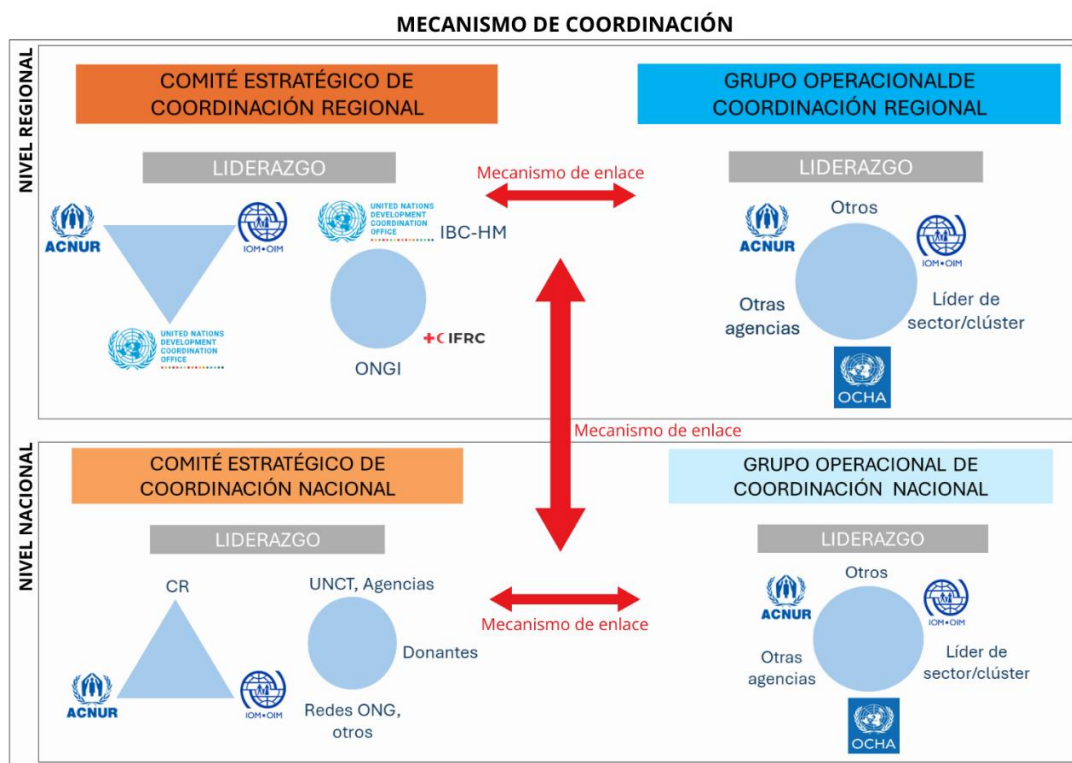 MECANISMO DE COORDINACIÓN
NIVEL REGIONAL
COMITÉ ESTRATÉGICO DE
COORDINACIÓN REGIONAL
LIDERAZGO
ACNUR
IOM•OIM
UNITED NATIONS
DEVELOPMENT
COORDINATION
OFFICE
UNITED NATIONS
DEVELOPMENT
COORDINATION
OFFICE
IBC-HM
IFRC
ONGI
Mecanismo de enlace
GRUPO OPERACIONALDE
COORDINACIÓN REGIONAL
LIDERAZGO
ACNUR
Otros
IOM•OIM
Otras
agencias
Líder de
sector/clúster
OCHA
Mecanismo de enlace
NIVEL NACIONAL
COMITÉ ESTRATÉGICO DE
COORDINACIÓN NACIONAL
LIDERAZGO
CR
ACNUR
IOM•OIM
UNCT, Agencias
Donantes
Redes ONG,
otros
Mecanismo de enlace
GRUPO OPERACIONAL DE
COORDINACIÓN NACIONAL
LIDERAZGO
Otros
ACNUR
IOM•OIM
Otras
agencias
Líder de
sector/clúster
OCHA